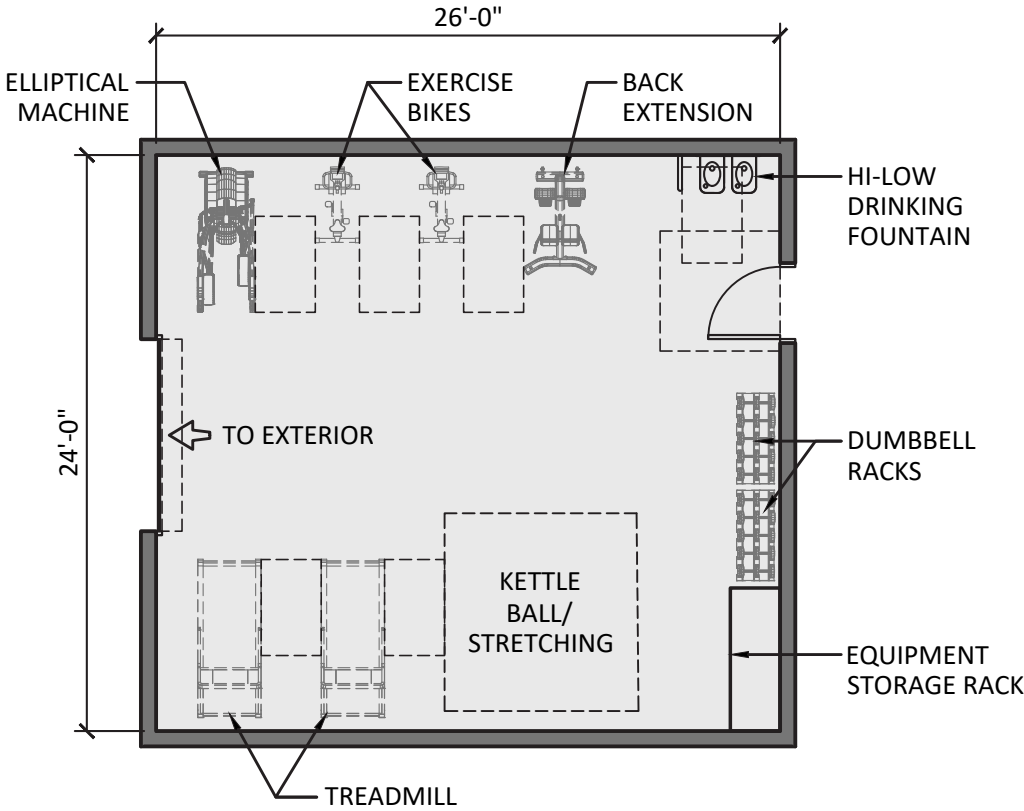 26'-0"
ELLIPTICAL
MACHINE
EXERCISE
BIKES
BACK
EXTENSION
HI-LOW
DRINKING
FOUNTAIN
24'-0"
TO EXTERIOR
DUMBBELL
RACKS
KETTLE
BALL/
STRETCHING
EQUIPMENT
STORAGE RACK
TREADMILL